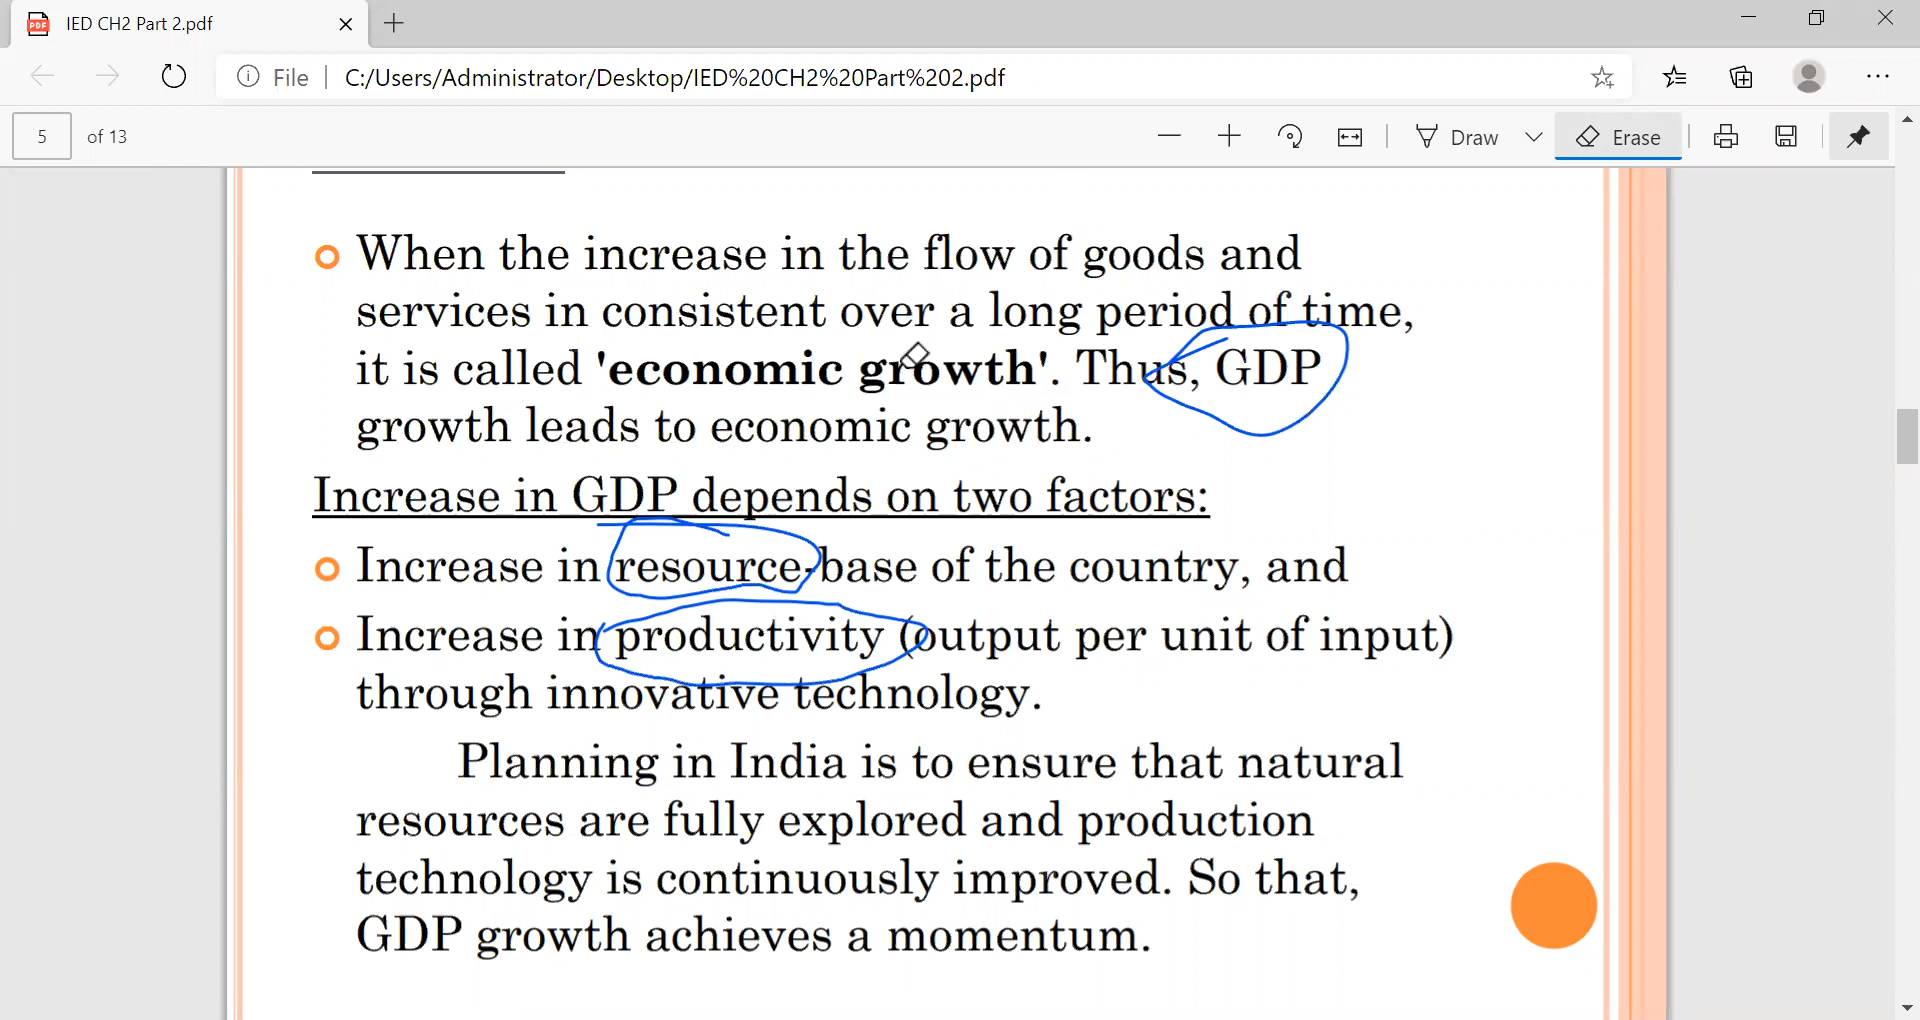 IED CH2 Part 2.pdf
File | C:/Users/Administrator/Desktop/IED%20CH2%20Part%202.pdf
5 of 13
Draw
Erase
When the increase in the flow of goods and
services in consistent over a long period of time,
it is called 'economic growth'. Thus, GDP
growth leads to economic growth.
Increase in GDP depends on two factors:
Increase in resource-base of the country, and
Increase in productivity (output per unit of input)
through innovative technology.
Planning in India is to ensure that natural
resources are fully explored and production
technology is continuously improved. So that,
GDP growth achieves a momentum.